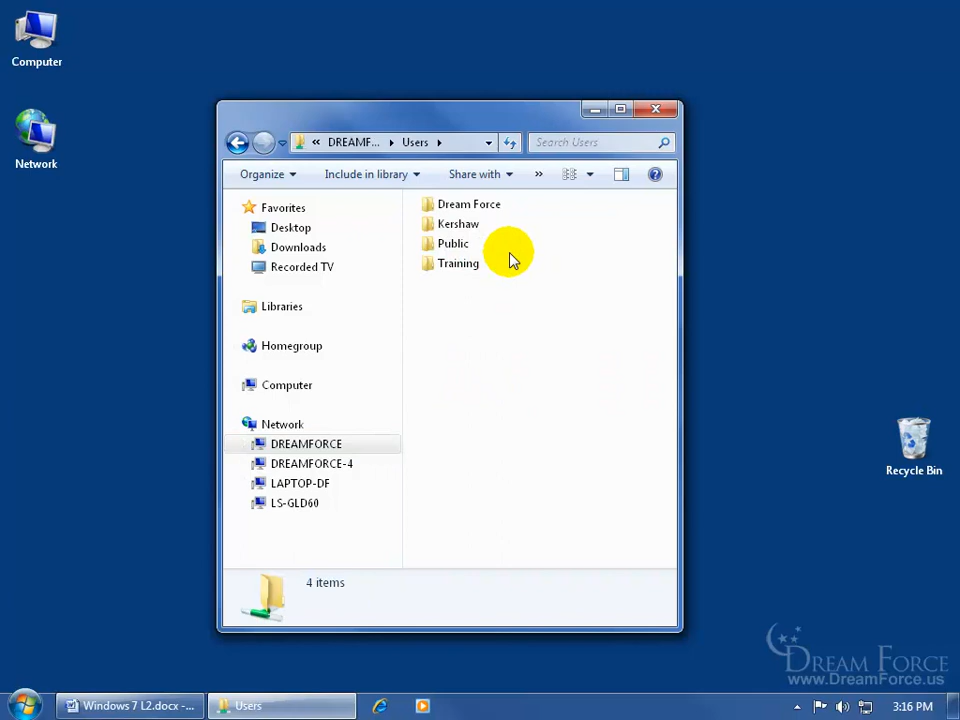 Computer
Network
DREAMF...
Users
Search Users
Organize
Include in library
Share with
»
Favorites
Desktop
Downloads
Recorded TV
Libraries
Homegroup
Computer
Network
DREAMFORCE
DREAMFORCE-4
LAPTOP-DF
LS-GLD60
Dream Force
Kershaw
Public
Training
4 items
Recycle Bin
DREAM FORCE
www.DreamForce.us
Windows 7 L2.docx -...
Users
3:16 PM